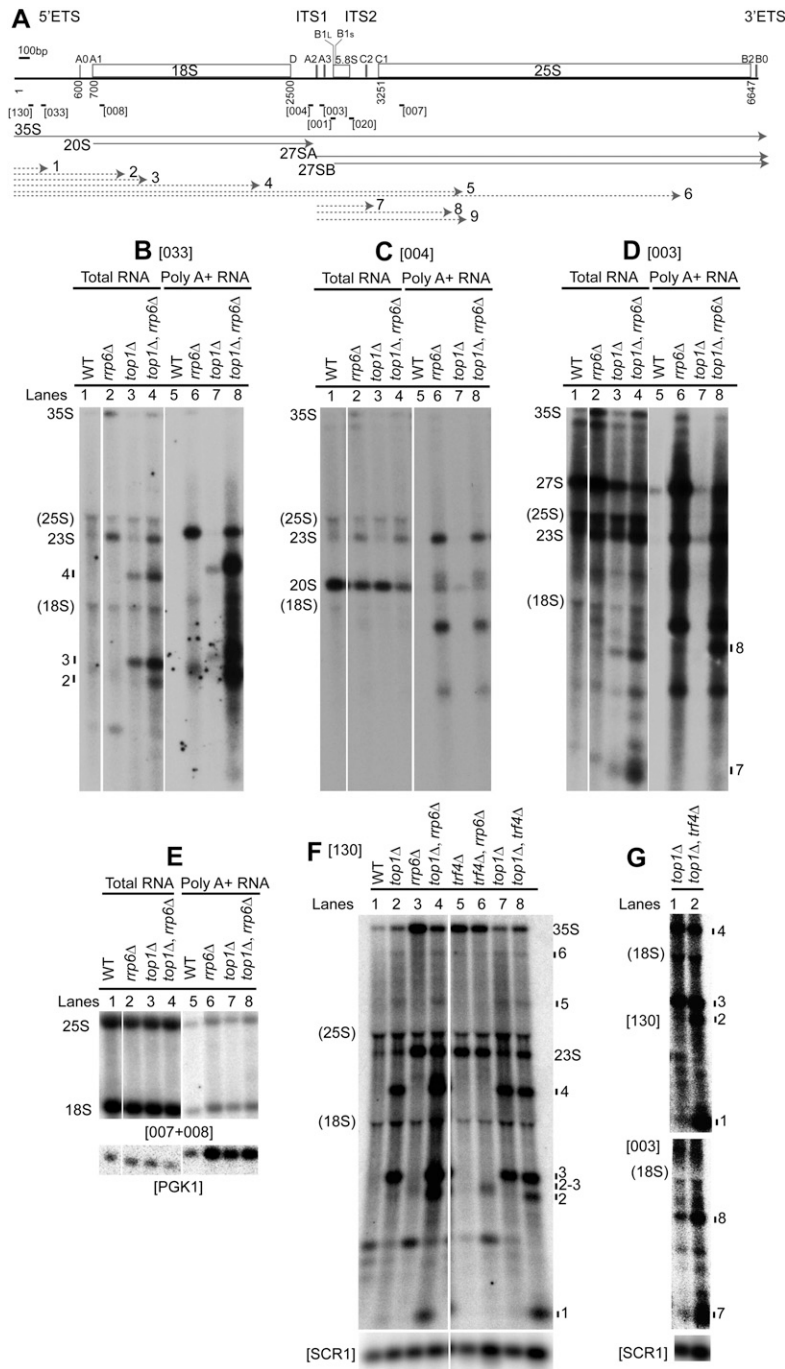 A 5'ETS ITS1 ITS2 3'ETS
B1L B1s
100bp A0 A1 D A2 A3 5.8S C2 C1 B2 B0
18S 25S
1 600 700 2500 3251 6647
[130] [033] [008] [004] [003] [007]
[001] [020]
35S
20S
27SA
27SB
1
2
3
4
5
6
7
8
9
B [033]
Total RNA Poly A+ RNA
WT rrp6Δ top1Δ top1Δ, rrp6Δ WT rrp6Δ top1Δ top1Δ, rrp6Δ
Lanes 1 2 3 4 5 6 7 8
35S
(25S)
23S
4
(18S)
3
2
C [004]
Total RNA Poly A+ RNA
WT rrp6Δ top1Δ top1Δ, rrp6Δ WT rrp6Δ top1Δ top1Δ, rrp6Δ
1 2 3 4 5 6 7 8
35S
(25S)
23S
20S
(18S)
D [003]
Total RNA Poly A+ RNA
WT rrp6Δ top1Δ top1Δ, rrp6Δ WT rrp6Δ top1Δ top1Δ, rrp6Δ
1 2 3 4 5 6 7 8
35S
27S
(25S)
23S
(18S)
8
7
E
Total RNA Poly A+ RNA
WT rrp6Δ top1Δ top1Δ, rrp6Δ WT rrp6Δ top1Δ top1Δ, rrp6Δ
Lanes 1 2 3 4 5 6 7 8
25S
18S
[007+008]
[PGK1]
F [130]
WT top1Δ rrp6Δ top1Δ, rrp6Δ trf4Δ trf4Δ, rrp6Δ top1Δ top1Δ, trf4Δ
Lanes 1 2 3 4 5 6 7 8
35S
6
5
(25S)
23S
4
(18S)
3
2-3
2
1
[SCR1]
G
top1Δ top1Δ, trf4Δ
Lanes 1 2
4
(18S)
3
[130] 2
1
[003]
(18S)
8
7
[SCR1]